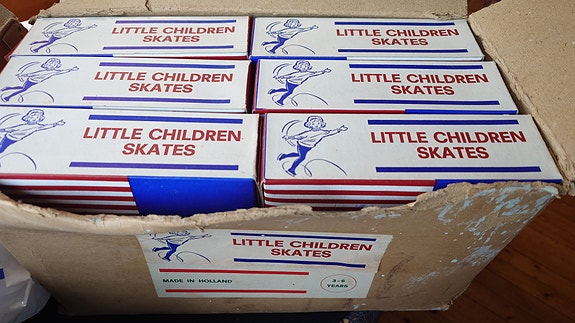 LITTLE CHILDREN
SKATES
LITTLE CHILDREN
SKATES
LITTLE CHILDREN
SKATES
LITTLE CHILDREN
SKATES
LITTLE CHILDREN
SKATES
LITTLE CHILDREN
SKATES
LITTLE CHILDREN
SKATES
MADE IN HOLLAND
3-6
YEARS